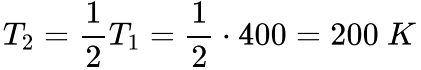 T₂ = 1/2 T₁ = 1/2 · 400 = 200 K